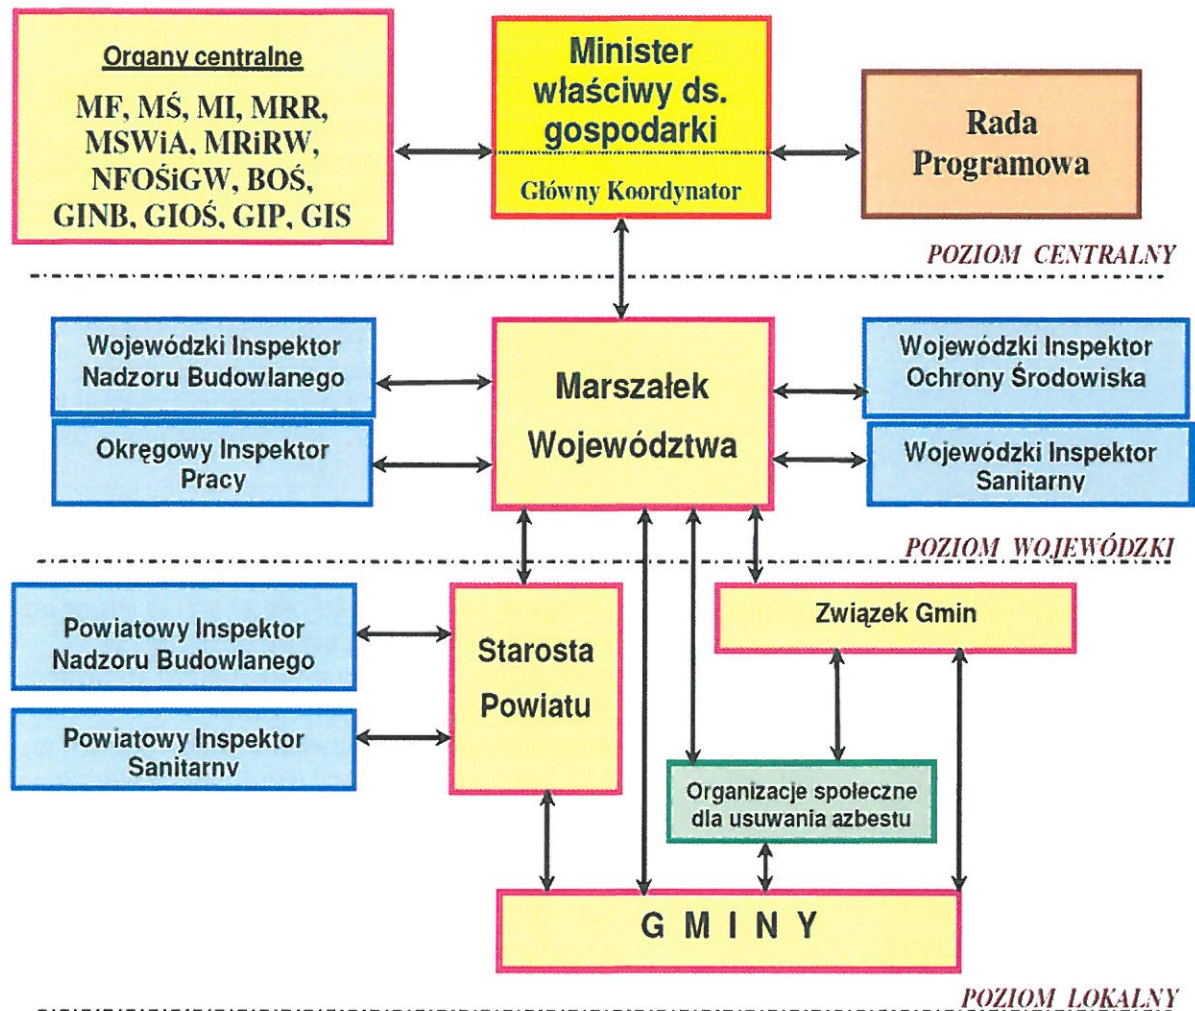 Organy centralne
MF, MŚ, MI, MRR,
MSWiA, MRiRW,
NFOŚiGW, BOŚ,
GINB, GIOŚ, GIP, GIS
Minister
właściwy ds.
gospodarki
Główny Koordynator
Rada
Programowa
POZIOM CENTRALNY
Wojewódzki Inspektor
Nadzoru Budowlanego
Okręgowy Inspektor
Pracy
Marszałek
Województwa
Wojewódzki Inspektor
Ochrony Środowiska
Wojewódzki Inspektor
Sanitarny
POZIOM WOJEWÓDZKI
Powiatowy Inspektor
Nadzoru Budowlanego
Powiatowy Inspektor
Sanitarny
Starosta
Powiatu
Związek Gmin
Organizacje społeczne
dla usuwania azbestu
G M I N Y
POZIOM LOKALNY